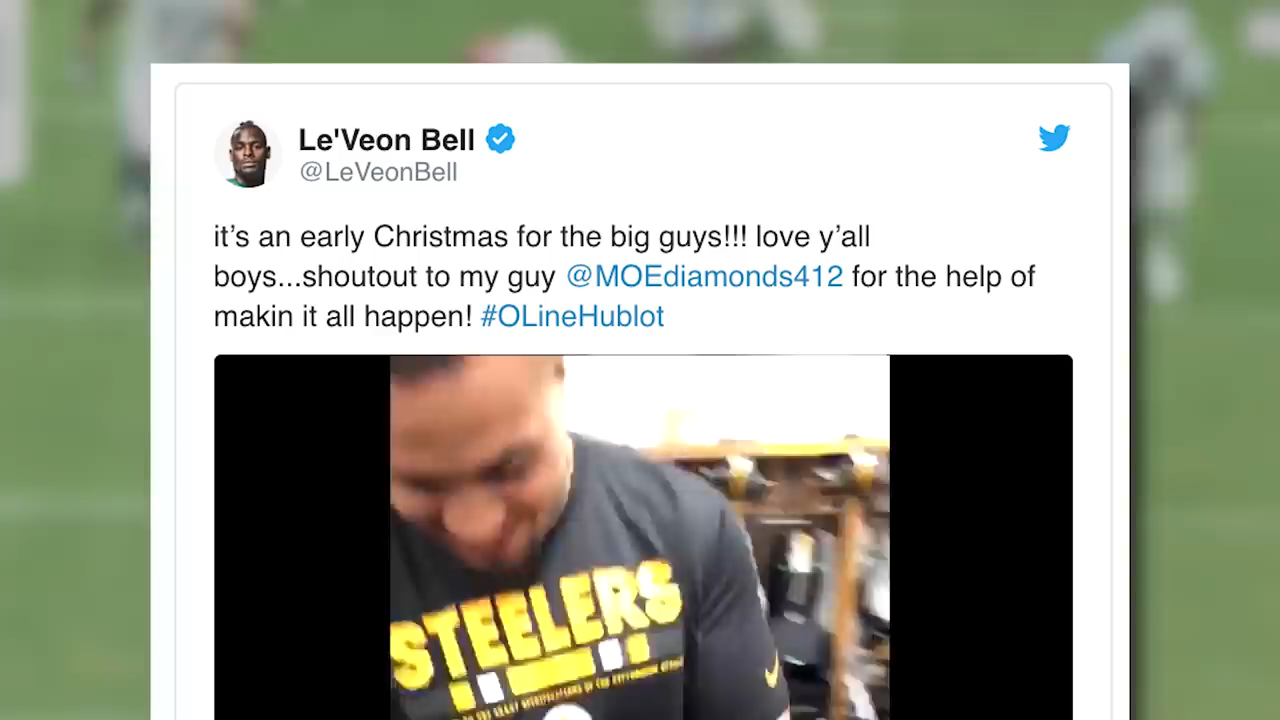 Le'Veon Bell
@LeVeonBell
it’s an early Christmas for the big guys!!! love y’all
boys...shoutout to my guy @MOEdiamonds412 for the help of
makin it all happen! #OLineHublot
STEELERS